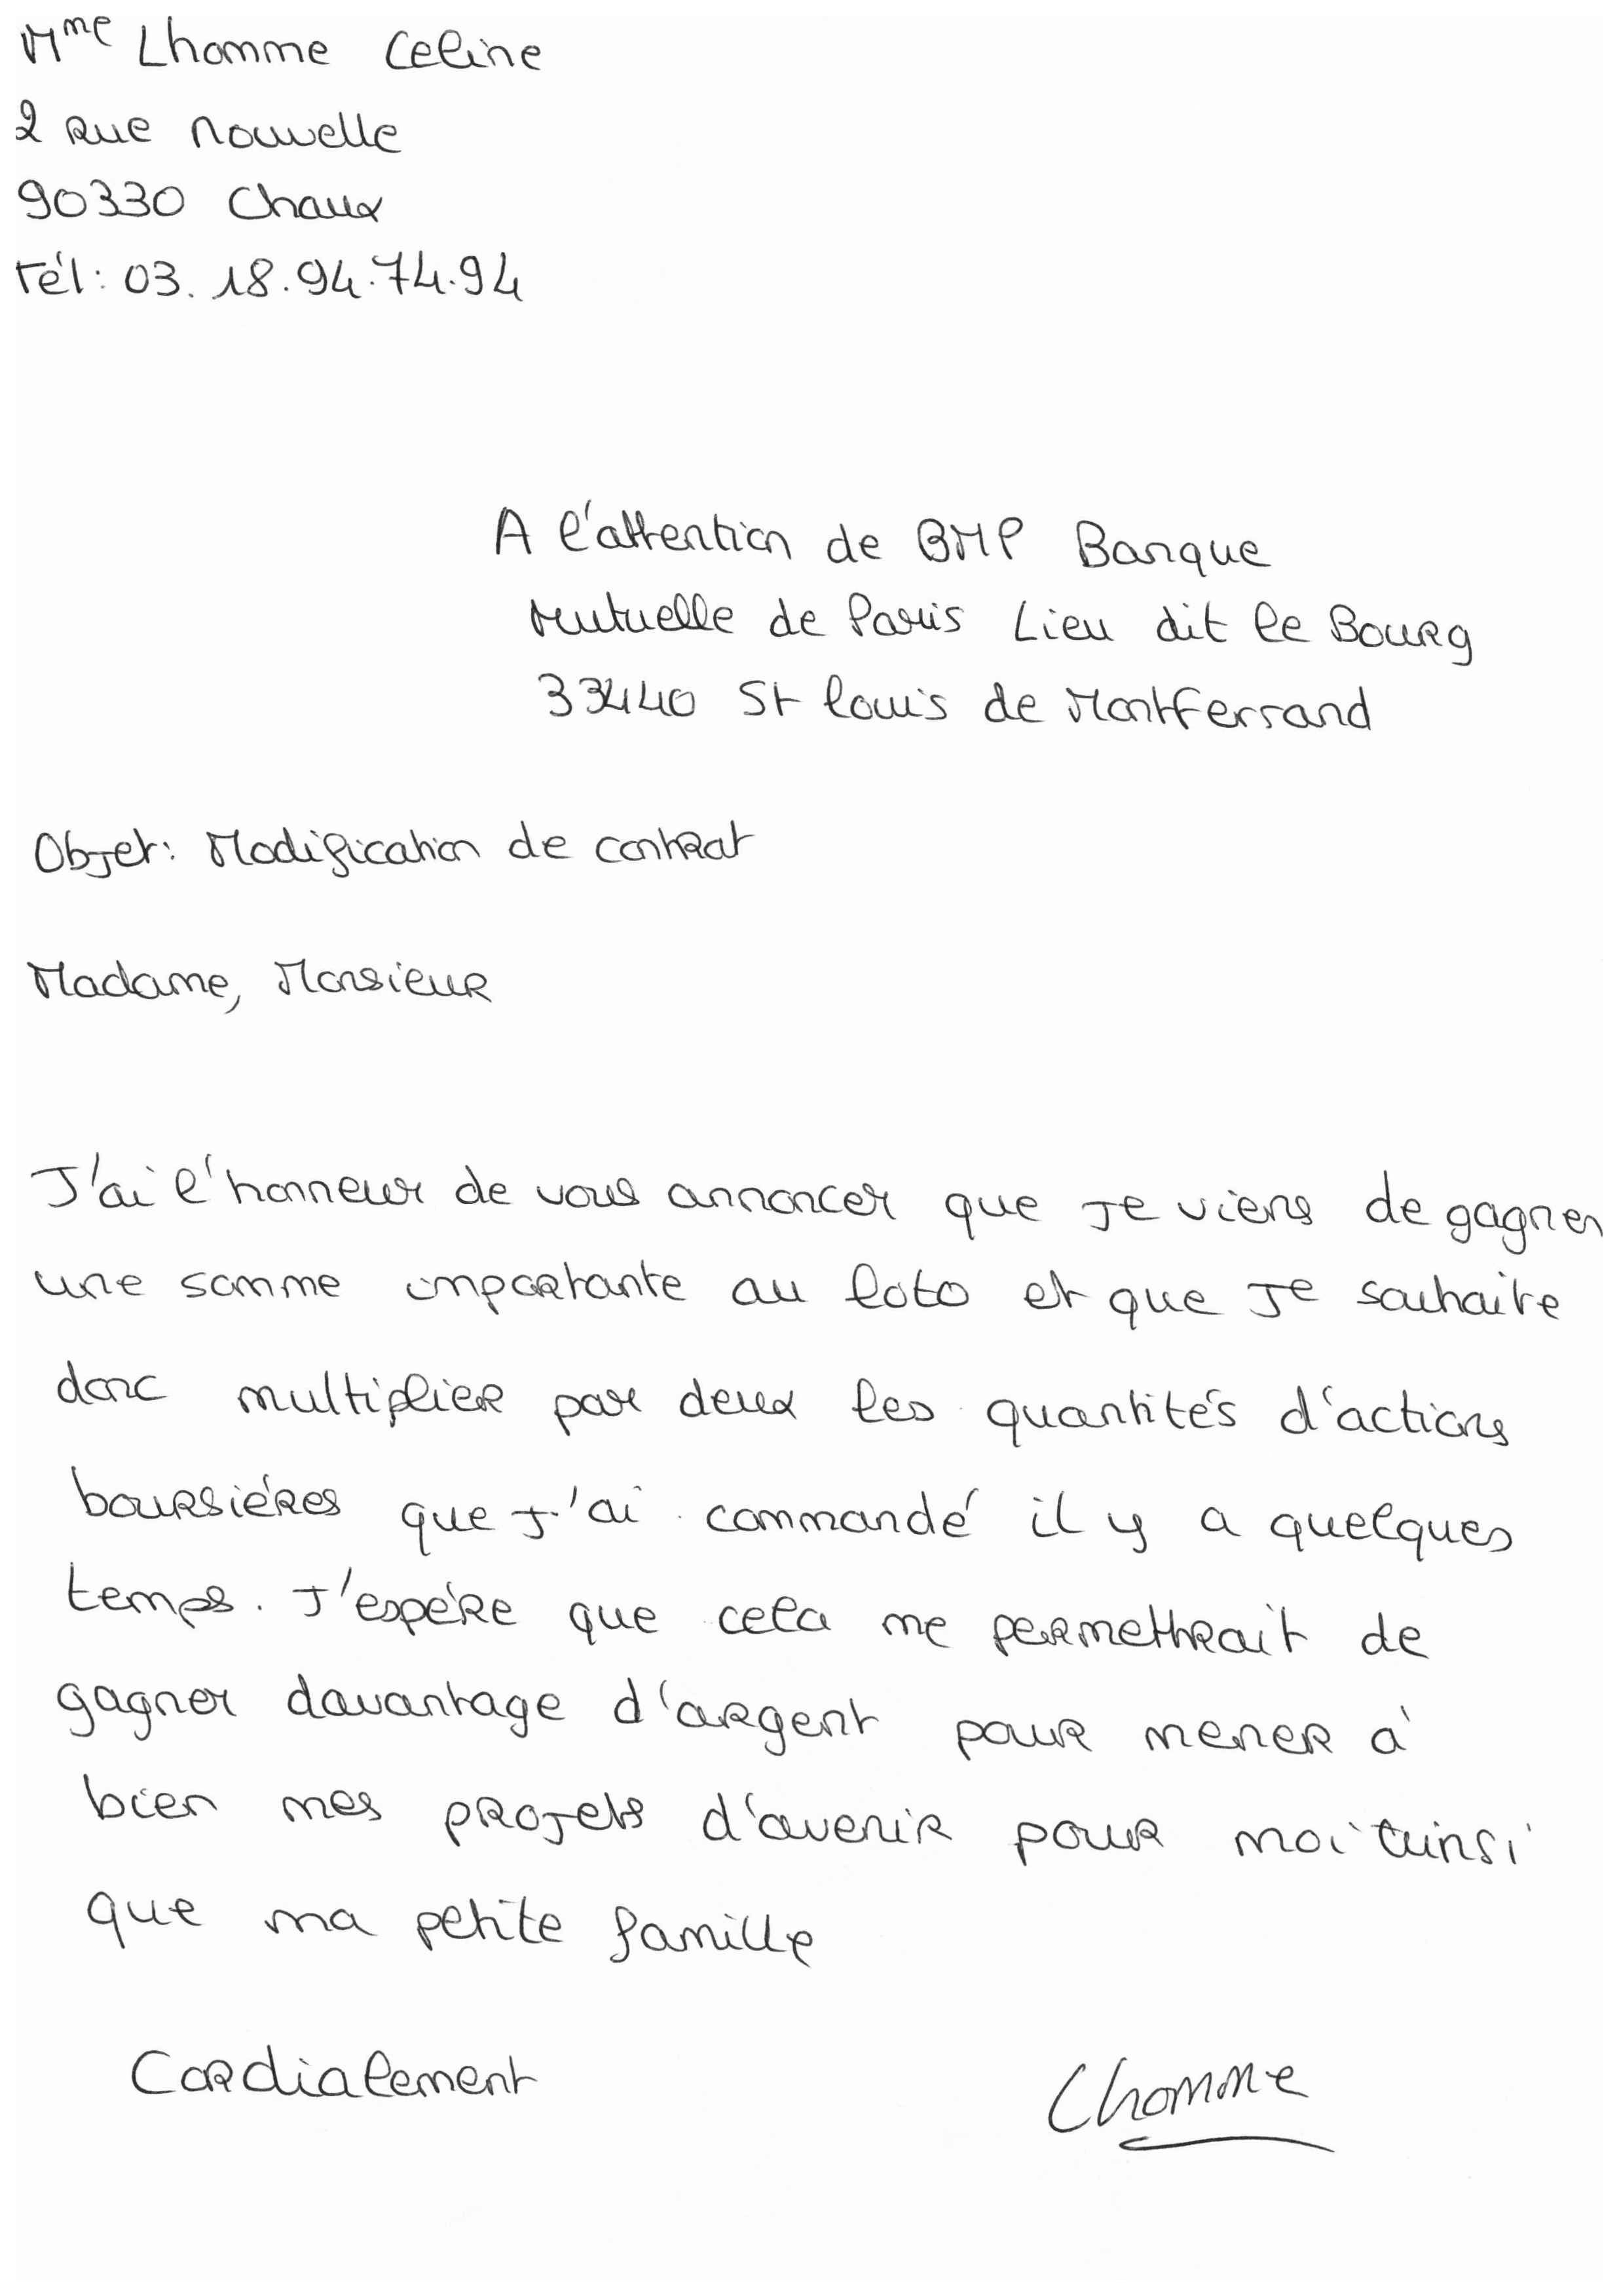 Mme Lhomme Celine
2 Rue Nouvelle
90330 Chaux
Tél: 03.18.94.74.94
A l'attention de BMP Banque
Mutuelle de Paris Lieu dit le Bourg
33440 St louis de Montferrand
Objet: Modification de contrat
Madame, Monsieur
J'ai l'honneur de vous annoncer que je viens de gagner
une somme importante au loto et que je souhaite
donc multiplier par deux les quantités d'actions
boursiéres que j'ai commandé il y a quelques
temps. J'espére que cela me permettrait de
gagner davantage d'argent pour mener à
bien mes projets d'avenir pour moi ainsi
que ma petite famille
Cordialement
Lhomme